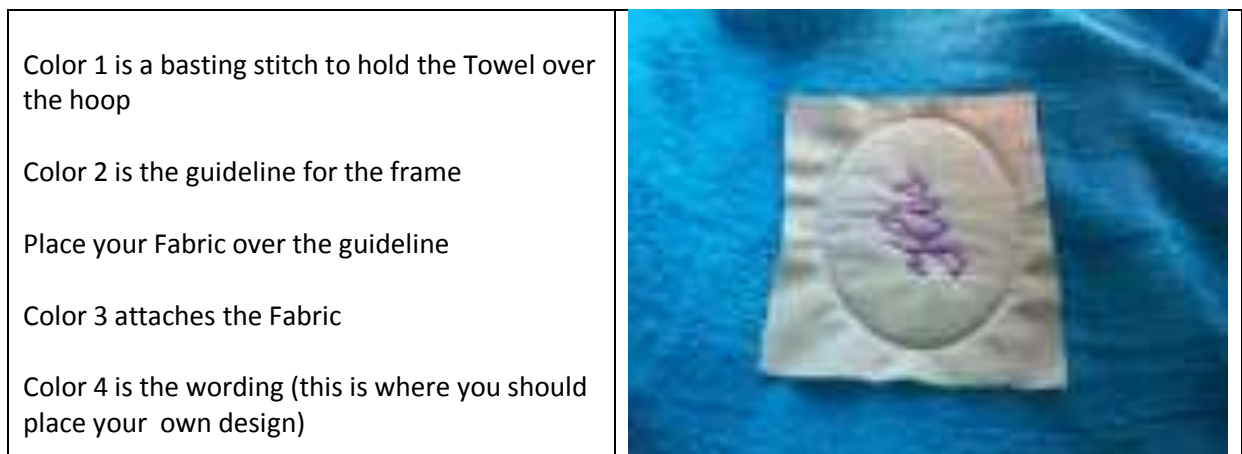 Color 1 is a basting stitch to hold the Towel over
the hoop
Color 2 is the guideline for the frame
Place your Fabric over the guideline
Color 3 attaches the Fabric
Color 4 is the wording (this is where you should
place your  own design)